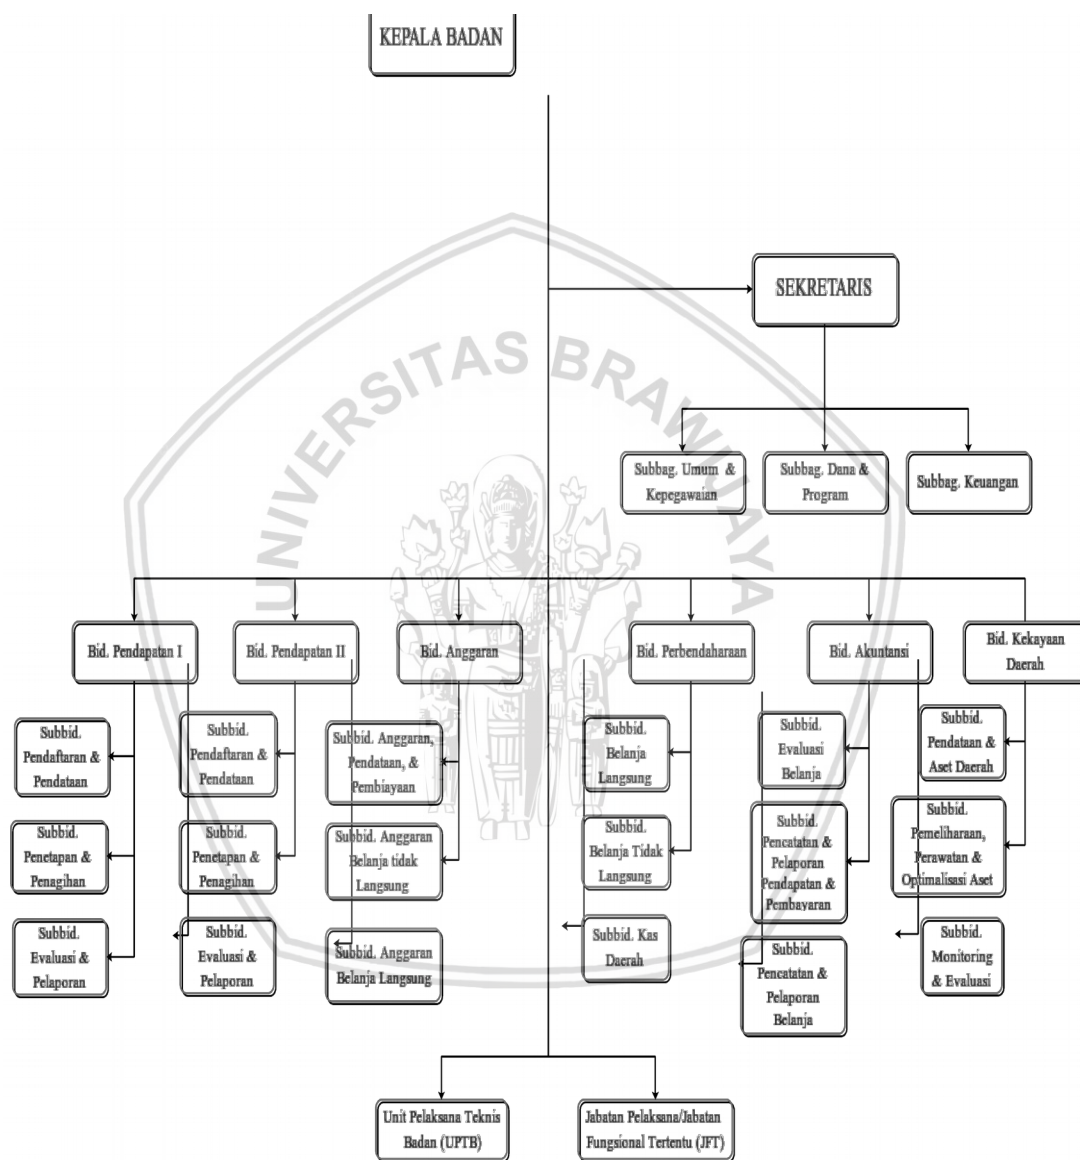 KEPALA BADAN
SEKRETARIS
UNIVERSITAS BRAWIJAYA
Subbag. Umum &
Kepegawaian
Subbag. Dana &
Program
Subbag. Keuangan
Bid. Pendapatan I
Bid. Pendapatan II
Bid. Anggaran
Bid. Perbendaharaan
Bid. Akuntansi
Bid. Kekayaan
Daerah
Subbid.
Pendaftaran &
Pendataan
Subbid.
Pendaftaran &
Pendataan
Subbid. Anggaran,
Pendataan, &
Pembiayaan
Subbid.
Belanja
Langsung
Subbid.
Evaluasi
Belanja
Subbid.
Pendataan &
Aset Daerah
Subbid.
Penetapan &
Penagihan
Subbid.
Penetapan &
Penagihan
Subbid. Anggaran
Belanja tidak
Langsung
Subbid.
Belanja Tidak
Langsung
Subbid.
Pencatatan &
Pelaporan
Pendapatan &
Pembayaran
Subbid.
Pemeliharaan,
Perawatan &
Optimalisasi Aset
Subbid.
Evaluasi &
Pelaporan
Subbid.
Evaluasi &
Pelaporan
Subbid. Anggaran
Belanja Langsung
Subbid. Kas
Daerah
Subbid.
Pencatatan &
Pelaporan
Belanja
Subbid.
Monitoring
& Evaluasi
Unit Pelaksana Teknis
Badan (UPTB)
Jabatan Pelaksana/Jabatan
Fungsional Tertentu (JFT)